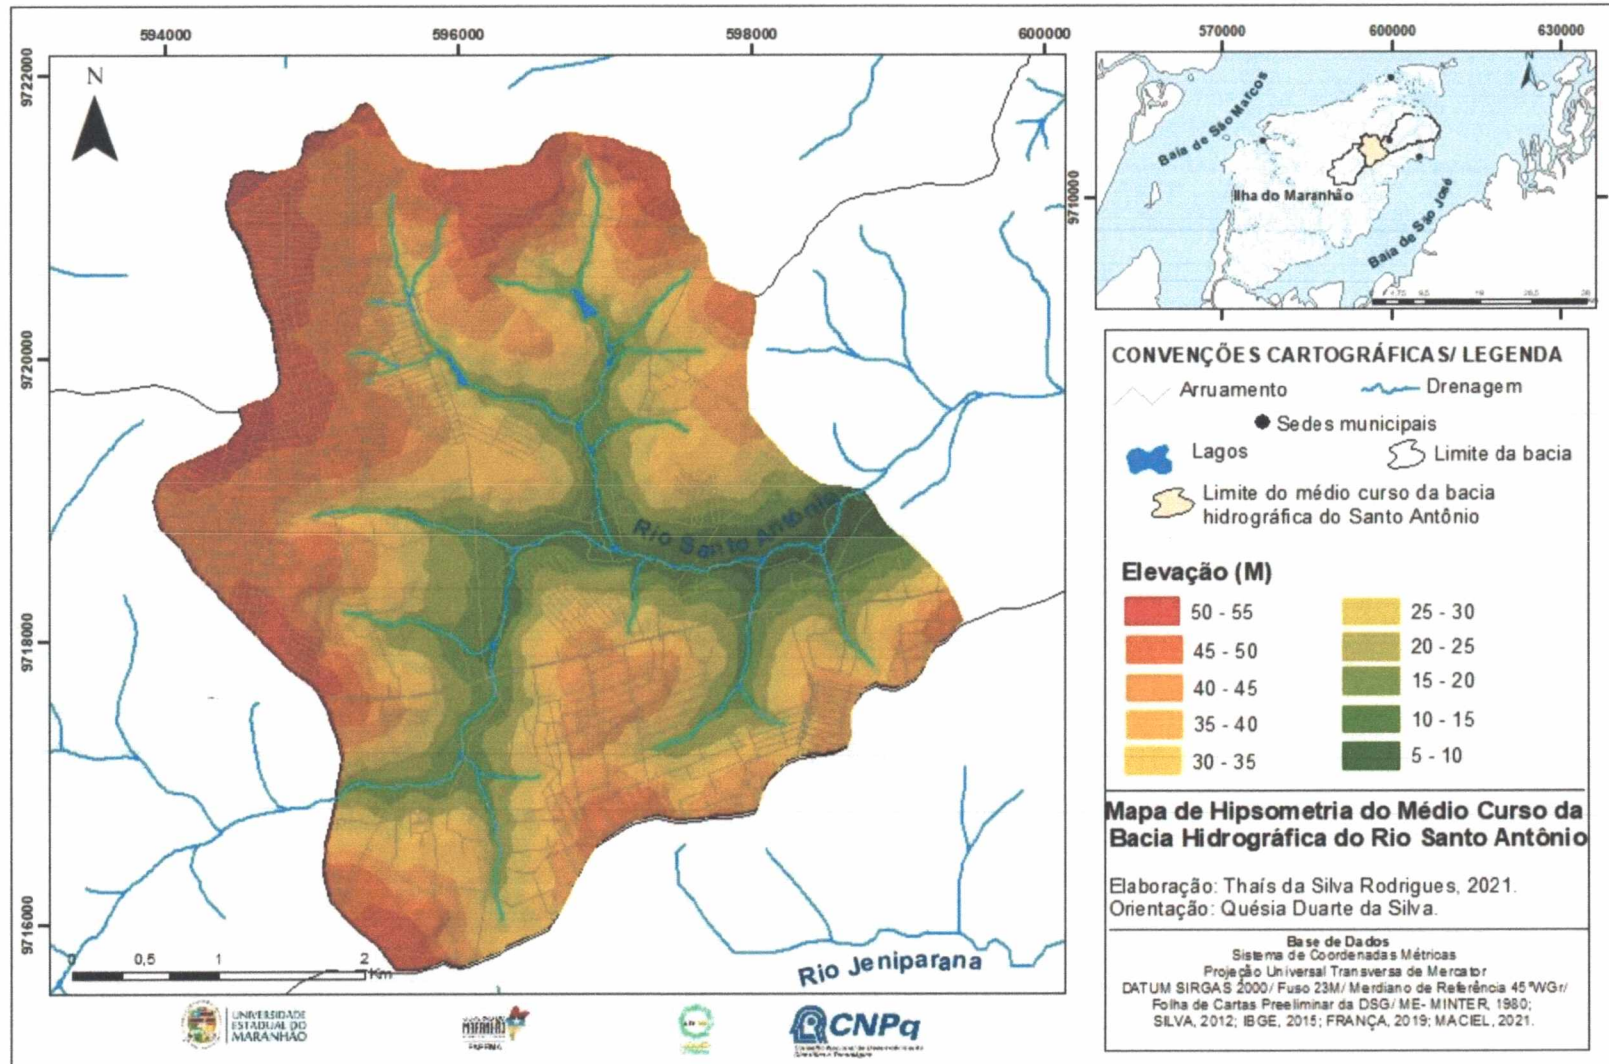 594000
596000
598000
600000
9722000
9720000
9718000
9716000
N
Rio Santo Antônio
Rio Jeniparana
0 0,5 1 2
Km
570000
600000
630000
9710000
N
Baia de São Marcos
Ilha do Maranhão
Baia de São José
CONVENÇÕES CARTOGRÁFICAS/ LEGENDA
Arruamento
Drenagem
Sedes municipais
Lagos
Limite da bacia
Limite do médio curso da bacia
hidrográfica do Santo Antônio
Elevação (M)
50 - 55
45 - 50
40 - 45
35 - 40
30 - 35
25 - 30
20 - 25
15 - 20
10 - 15
5 - 10
Mapa de Hipsometria do Médio Curso da
Bacia Hidrográfica do Rio Santo Antônio
Elaboração: Thaís da Silva Rodrigues, 2021.
Orientação: Quésia Duarte da Silva.
Base de Dados
Sistema de Coordenadas Métricas
Projeção Universal Transversa de Mercator
DATUM SIRGAS 2000/ Fuso 23M/ Merdiano de Referência 45°WGr/
Folha de Cartas Preeliminar da DSG/ ME- MINTER, 1980;
SILVA, 2012; IBGE, 2015; FRANÇA, 2019; MACIEL, 2021.
UNIVERSIDADE
ESTADUAL DO
MARANHÃO
FAPEMA
CNPq